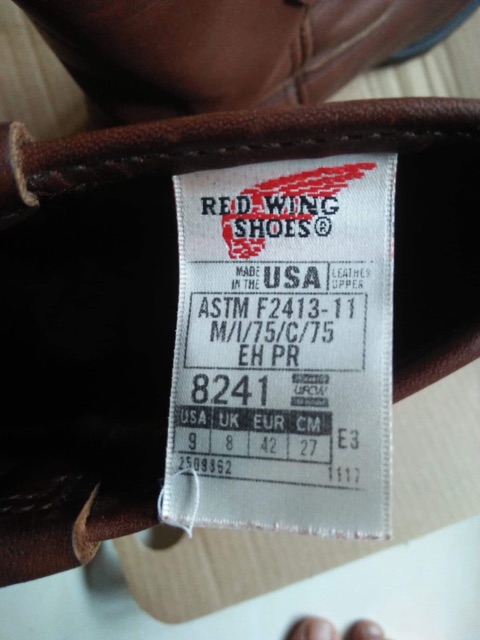 RED WING
SHOES®
MADE IN THE USA LEATHER UPPER
ASTM F2413-11
M/I/75/C/75
EH PR
8241 UFCW
USA UK EUR CM
9 8 42 27 E3
2509862 1117